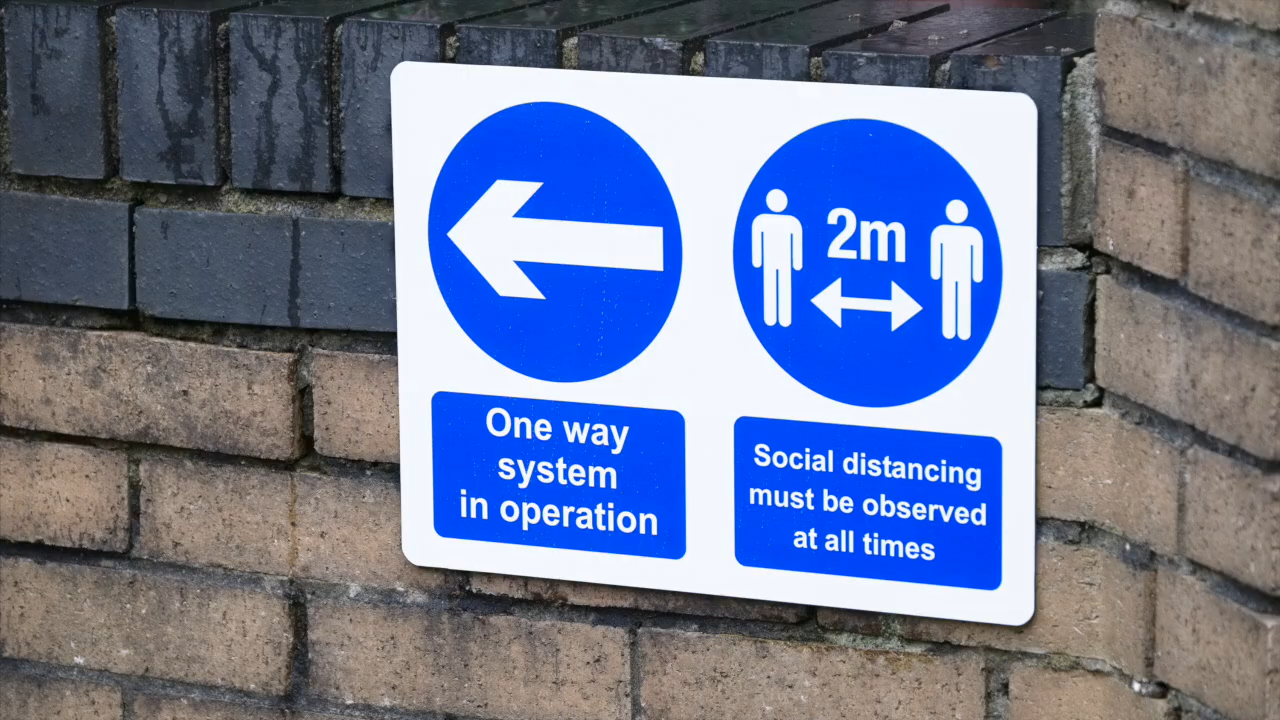 One way
system
in operation
2m
Social distancing
must be observed
at all times